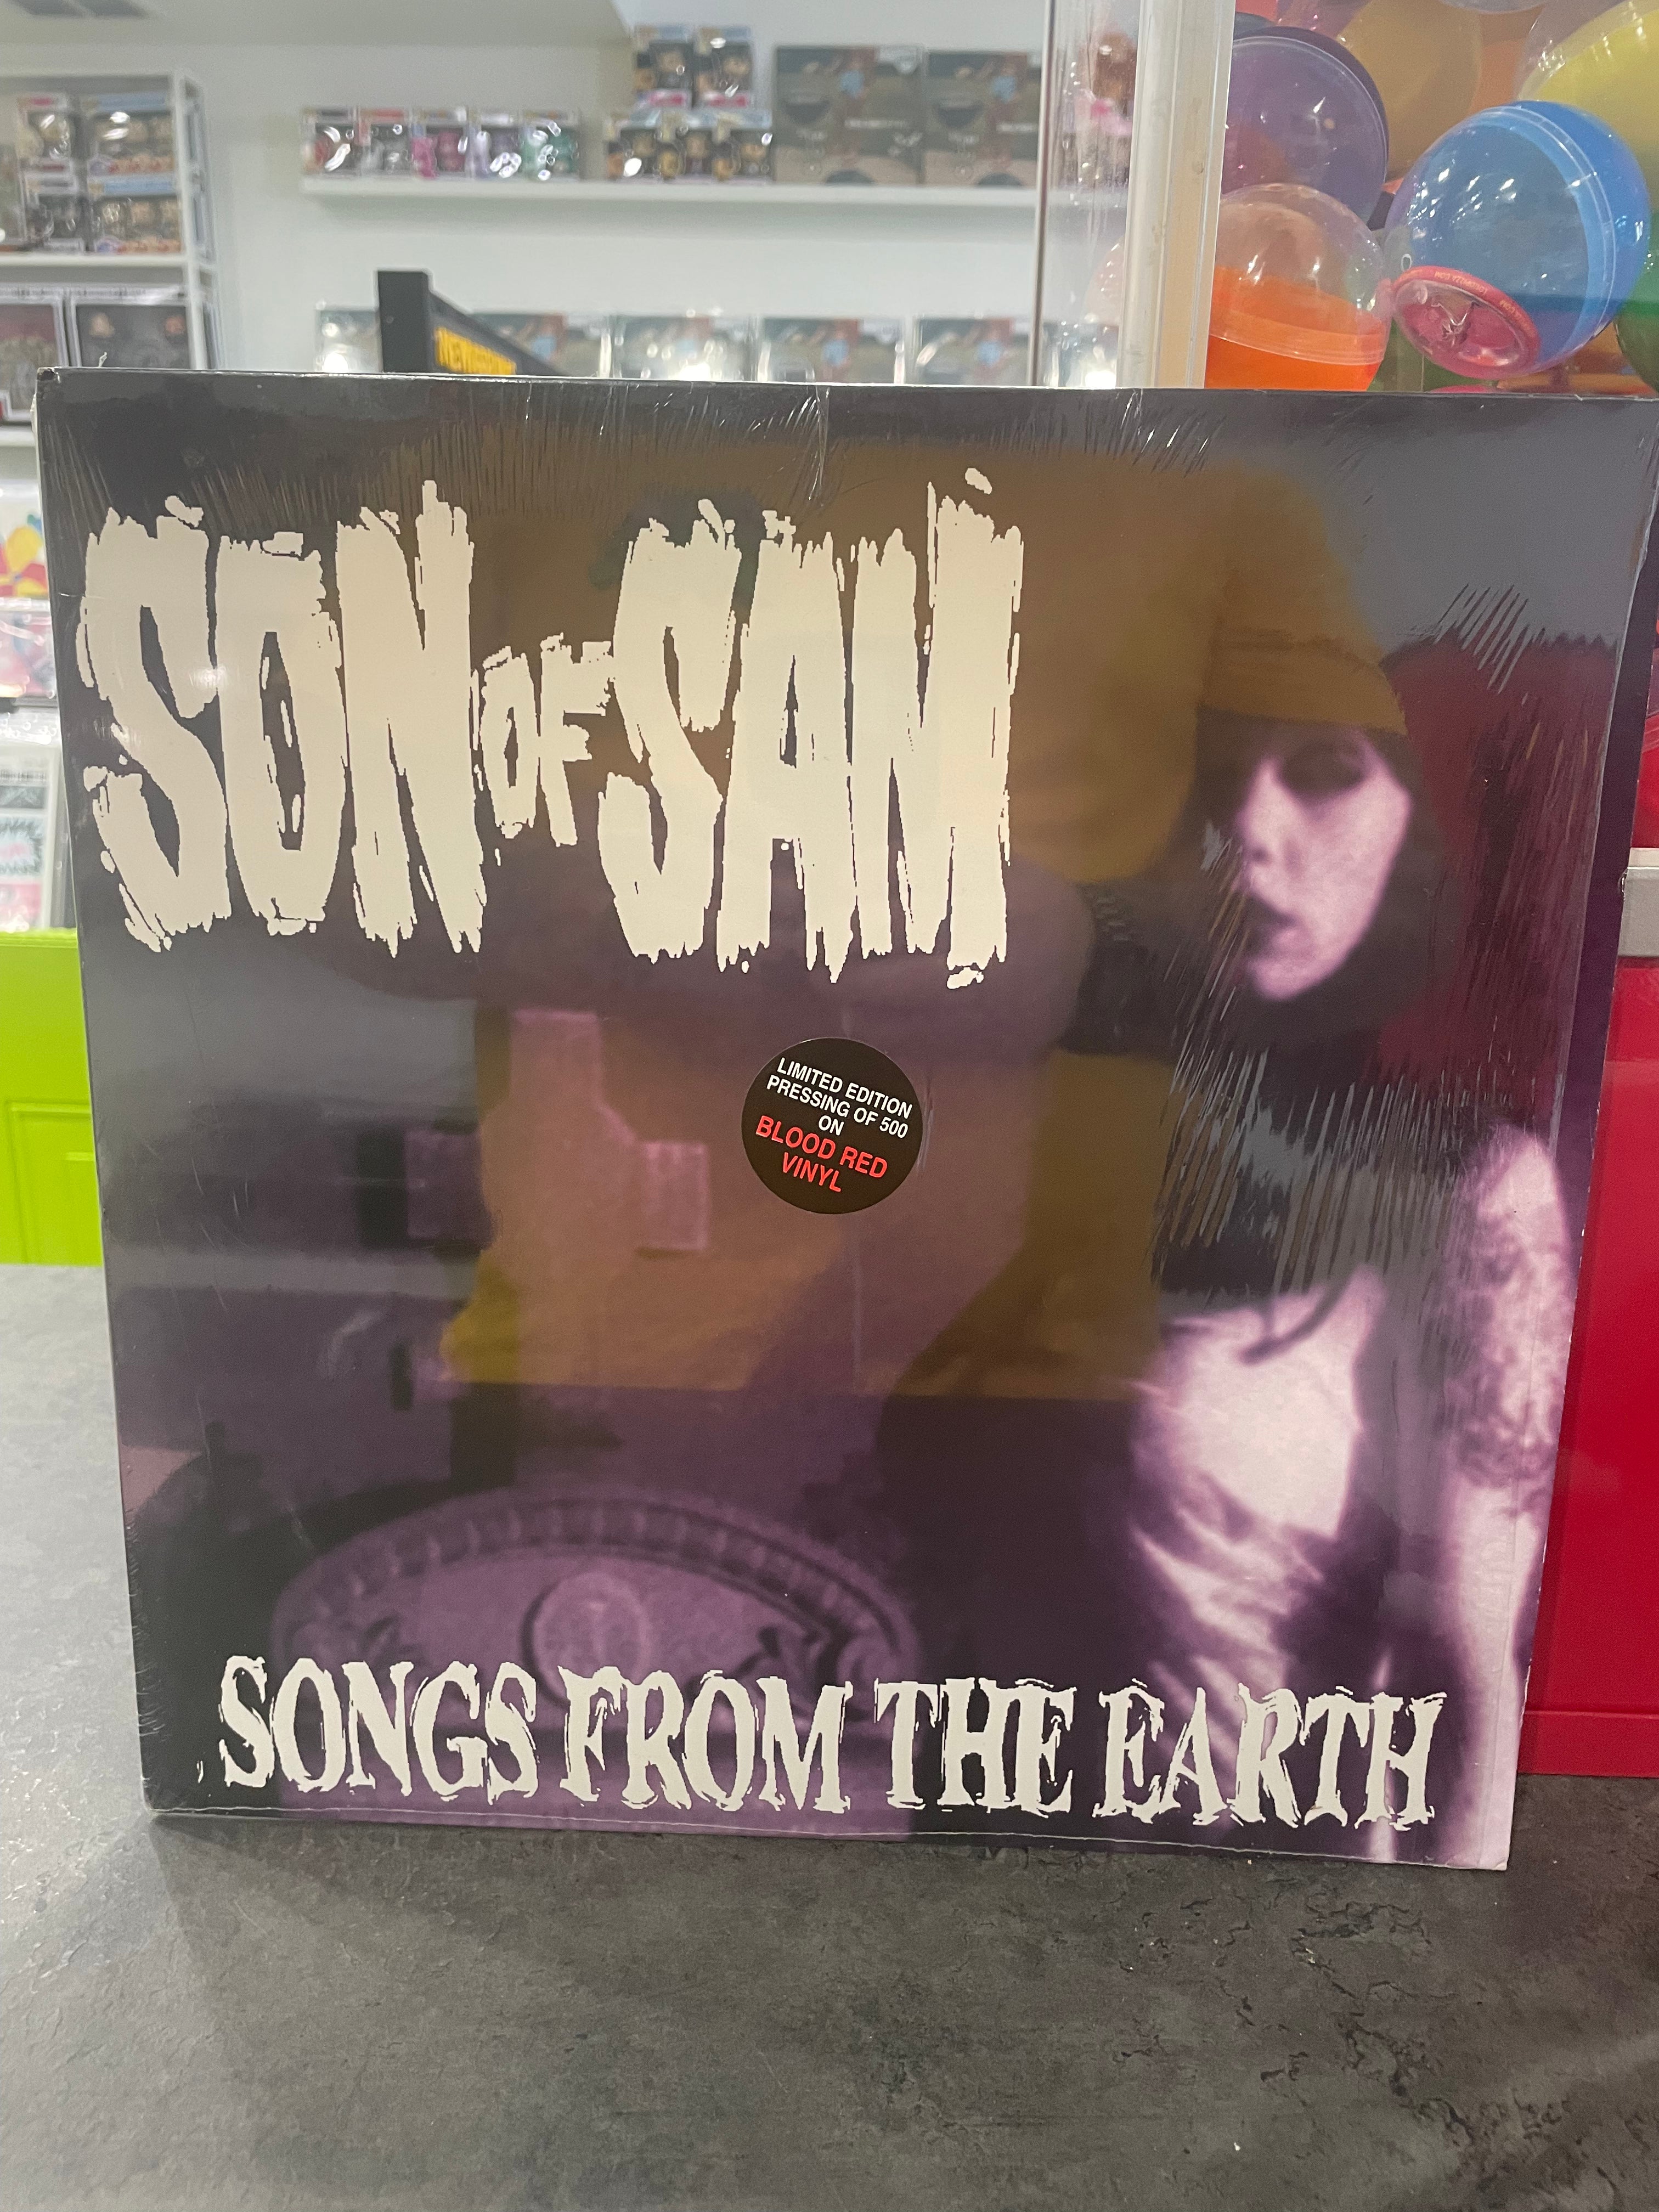 SON OF SAM
LIMITED EDITION
PRESSING OF 500
ON
BLOOD RED
VINYL
SONGS FROM THE EARTH